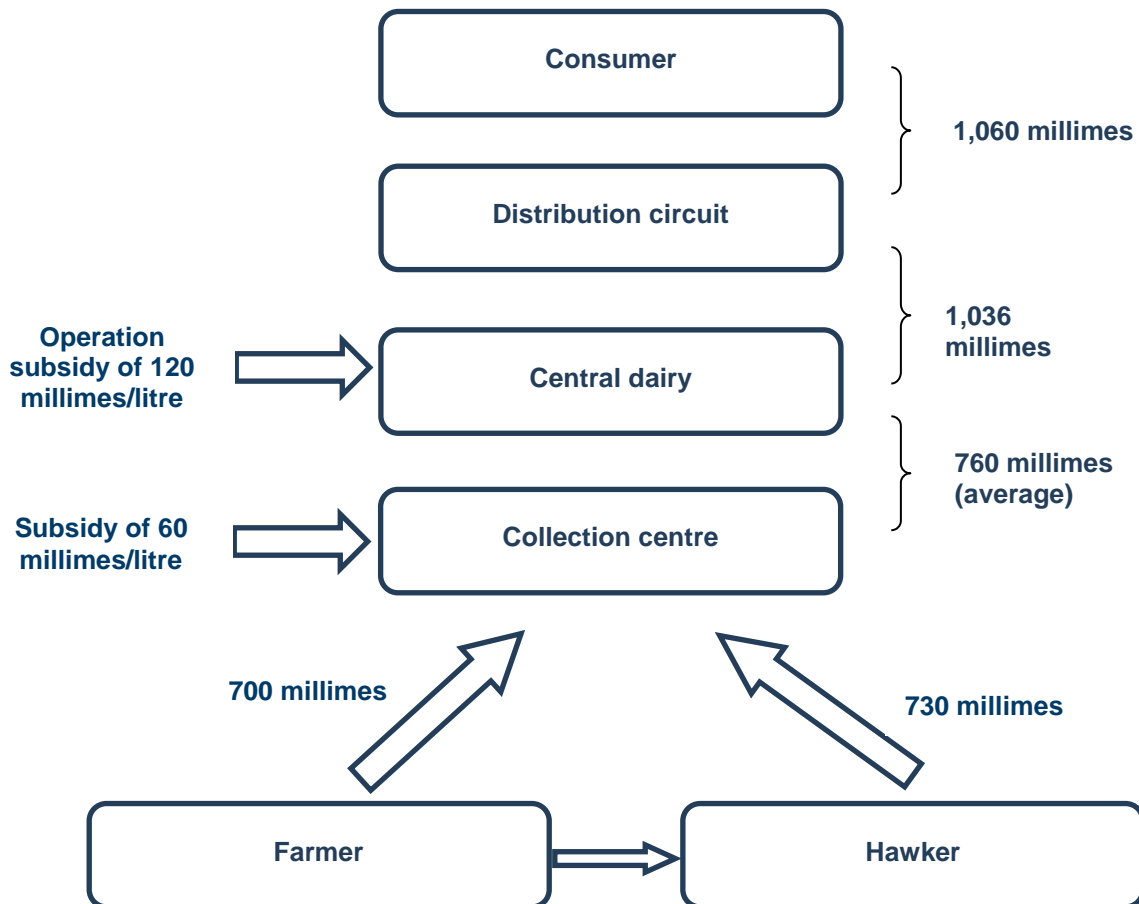 Consumer
1,060 millimes
Distribution circuit
1,036
millimes
Operation
subsidy of 120
millimes/litre
Central dairy
760 millimes
(average)
Subsidy of 60
millimes/litre
Collection centre
700 millimes
730 millimes
Farmer
Hawker